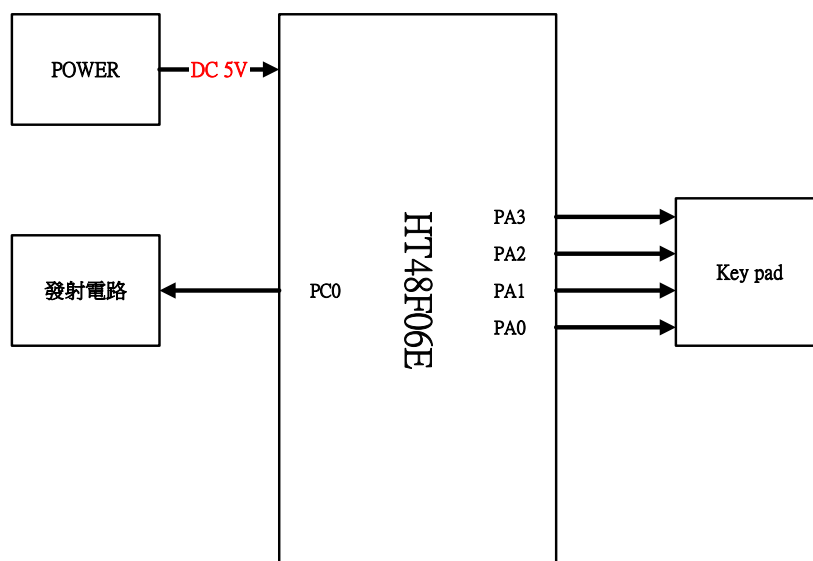 POWER
DC 5V
發射電路
PC0
HT48F06E
PA3
PA2
PA1
PA0
Key pad